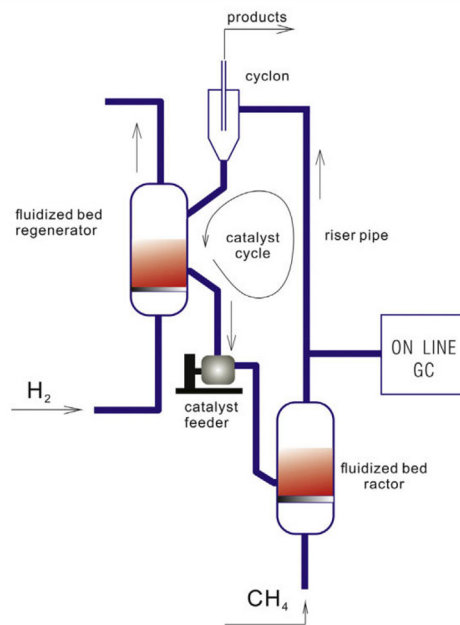 products
cyclon
fluidized bed
regenerator
catalyst
cycle
riser pipe
ON LINE
GC
H₂
catalyst
feeder
fluidized bed
ractor
CH₄